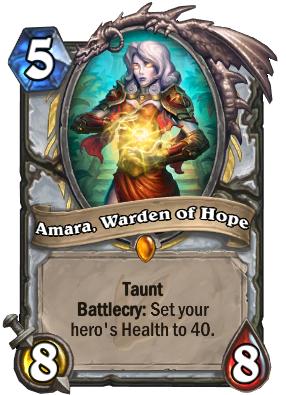 5
Amara, Warden of Hope
Taunt
Battlecry: Set your
hero's Health to 40.
8
8